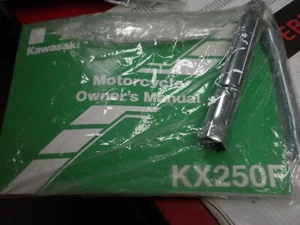 Kawasaki
Motorcycle
Owner's Manual
KX250F